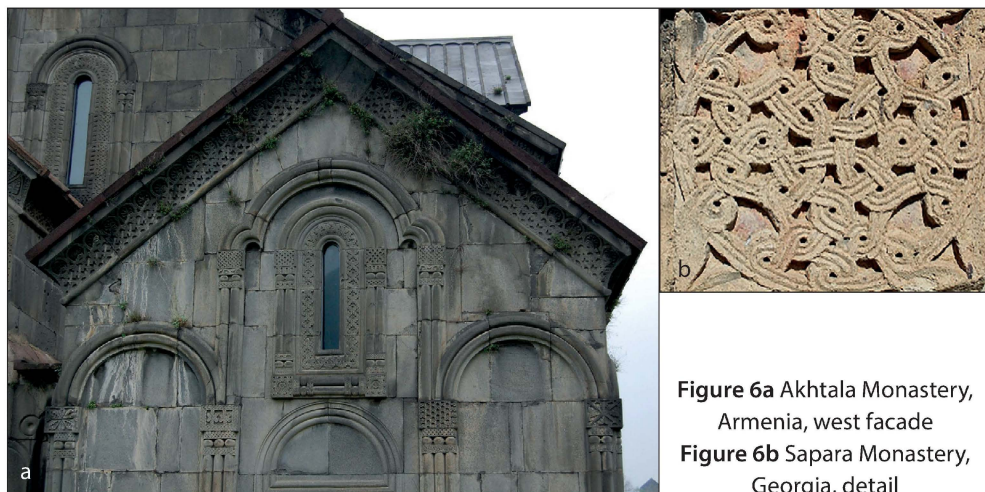 a
b
Figure 6a Akhtala Monastery,
Armenia, west facade
Figure 6b Sapara Monastery,
Georgia, detail